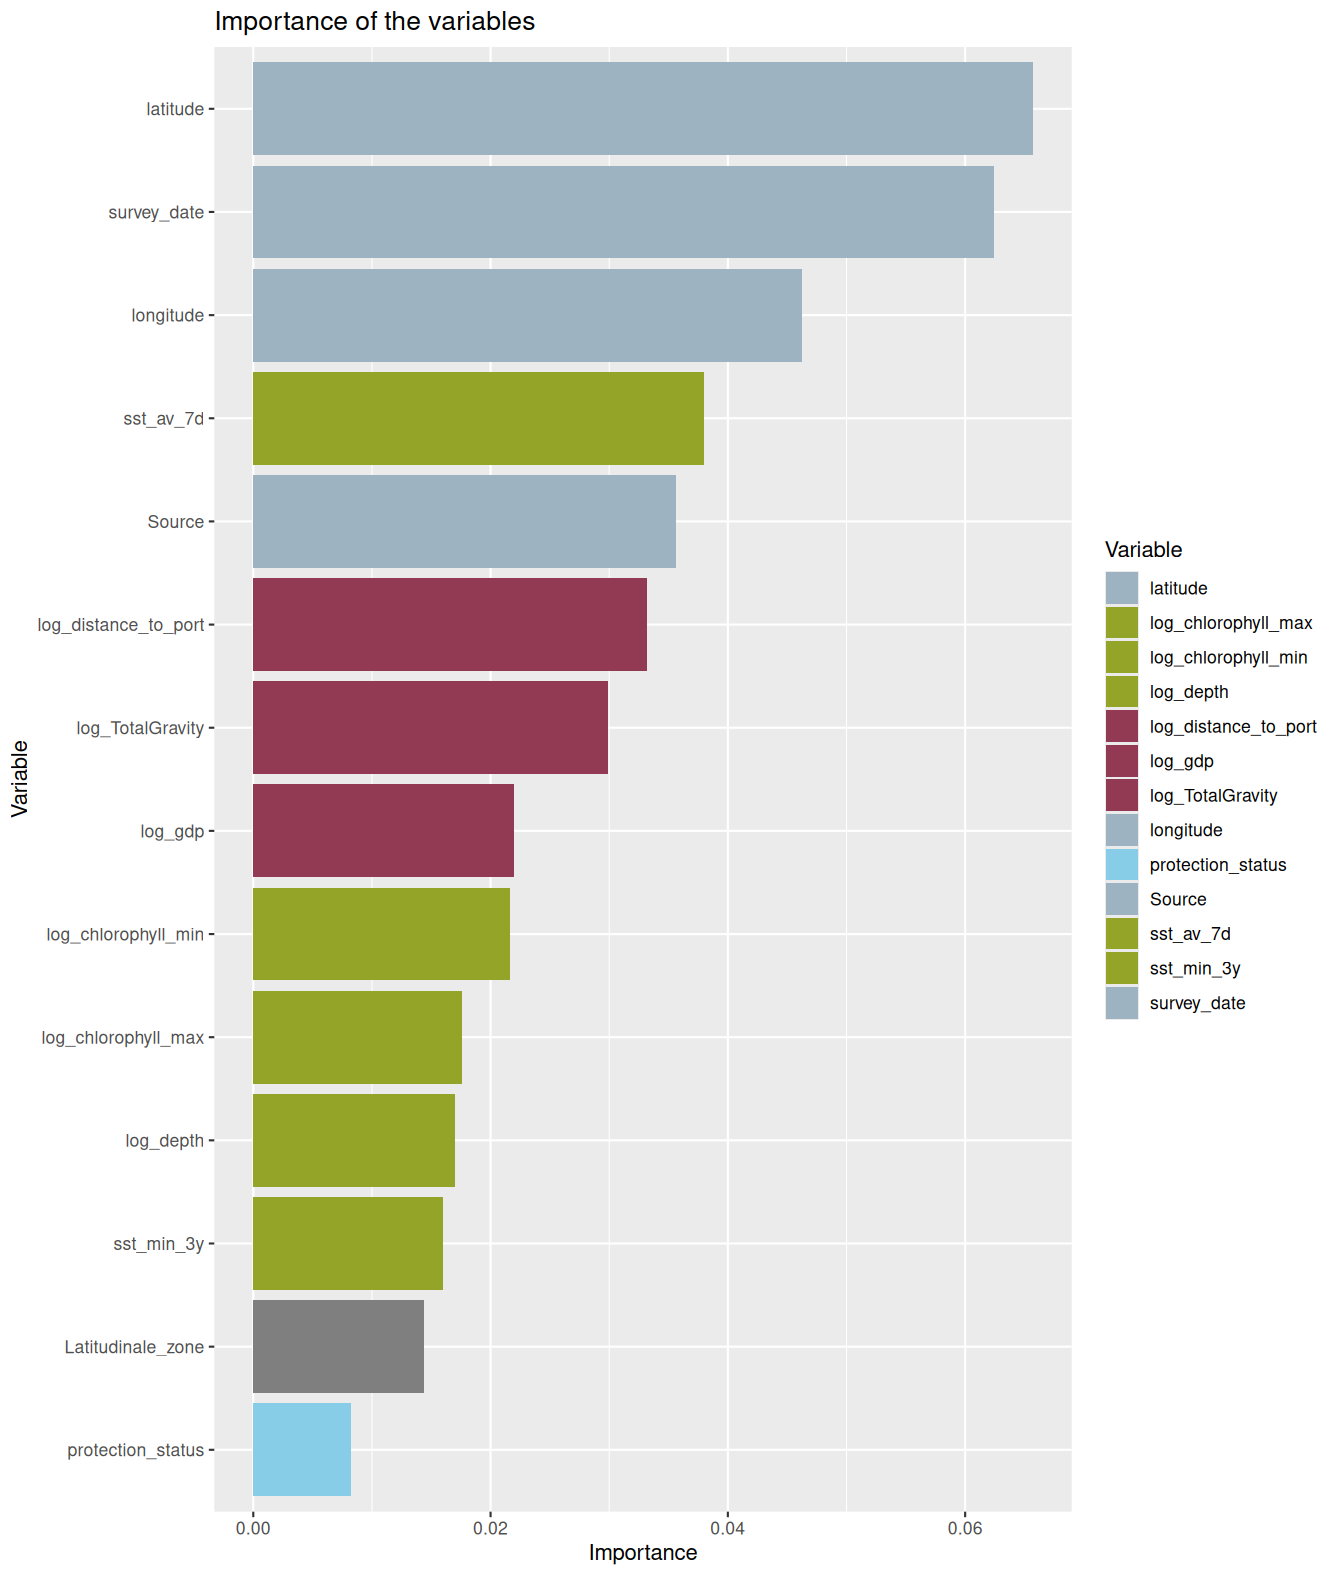 Importance of the variables
latitude
survey_date
longitude
sst_av_7d
Source
log_distance_to_port
log_TotalGravity
log_gdp
log_chlorophyll_min
log_chlorophyll_max
log_depth
sst_min_3y
Latitudinale_zone
protection_status
Variable
0.00
0.02
0.04
0.06
Importance
Variable
latitude
log_chlorophyll_max
log_chlorophyll_min
log_depth
log_distance_to_port
log_gdp
log_TotalGravity
longitude
protection_status
Source
sst_av_7d
sst_min_3y
survey_date